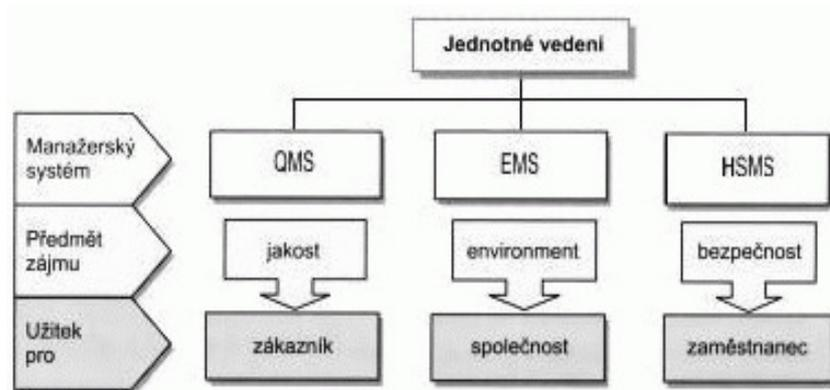 Jednotné vedení
Manažerský
systém
QMS
EMS
HSMS
Předmět
zájmu
jakost
environment
bezpečnost
Užitek
pro
zákazník
společnost
zaměstnanec